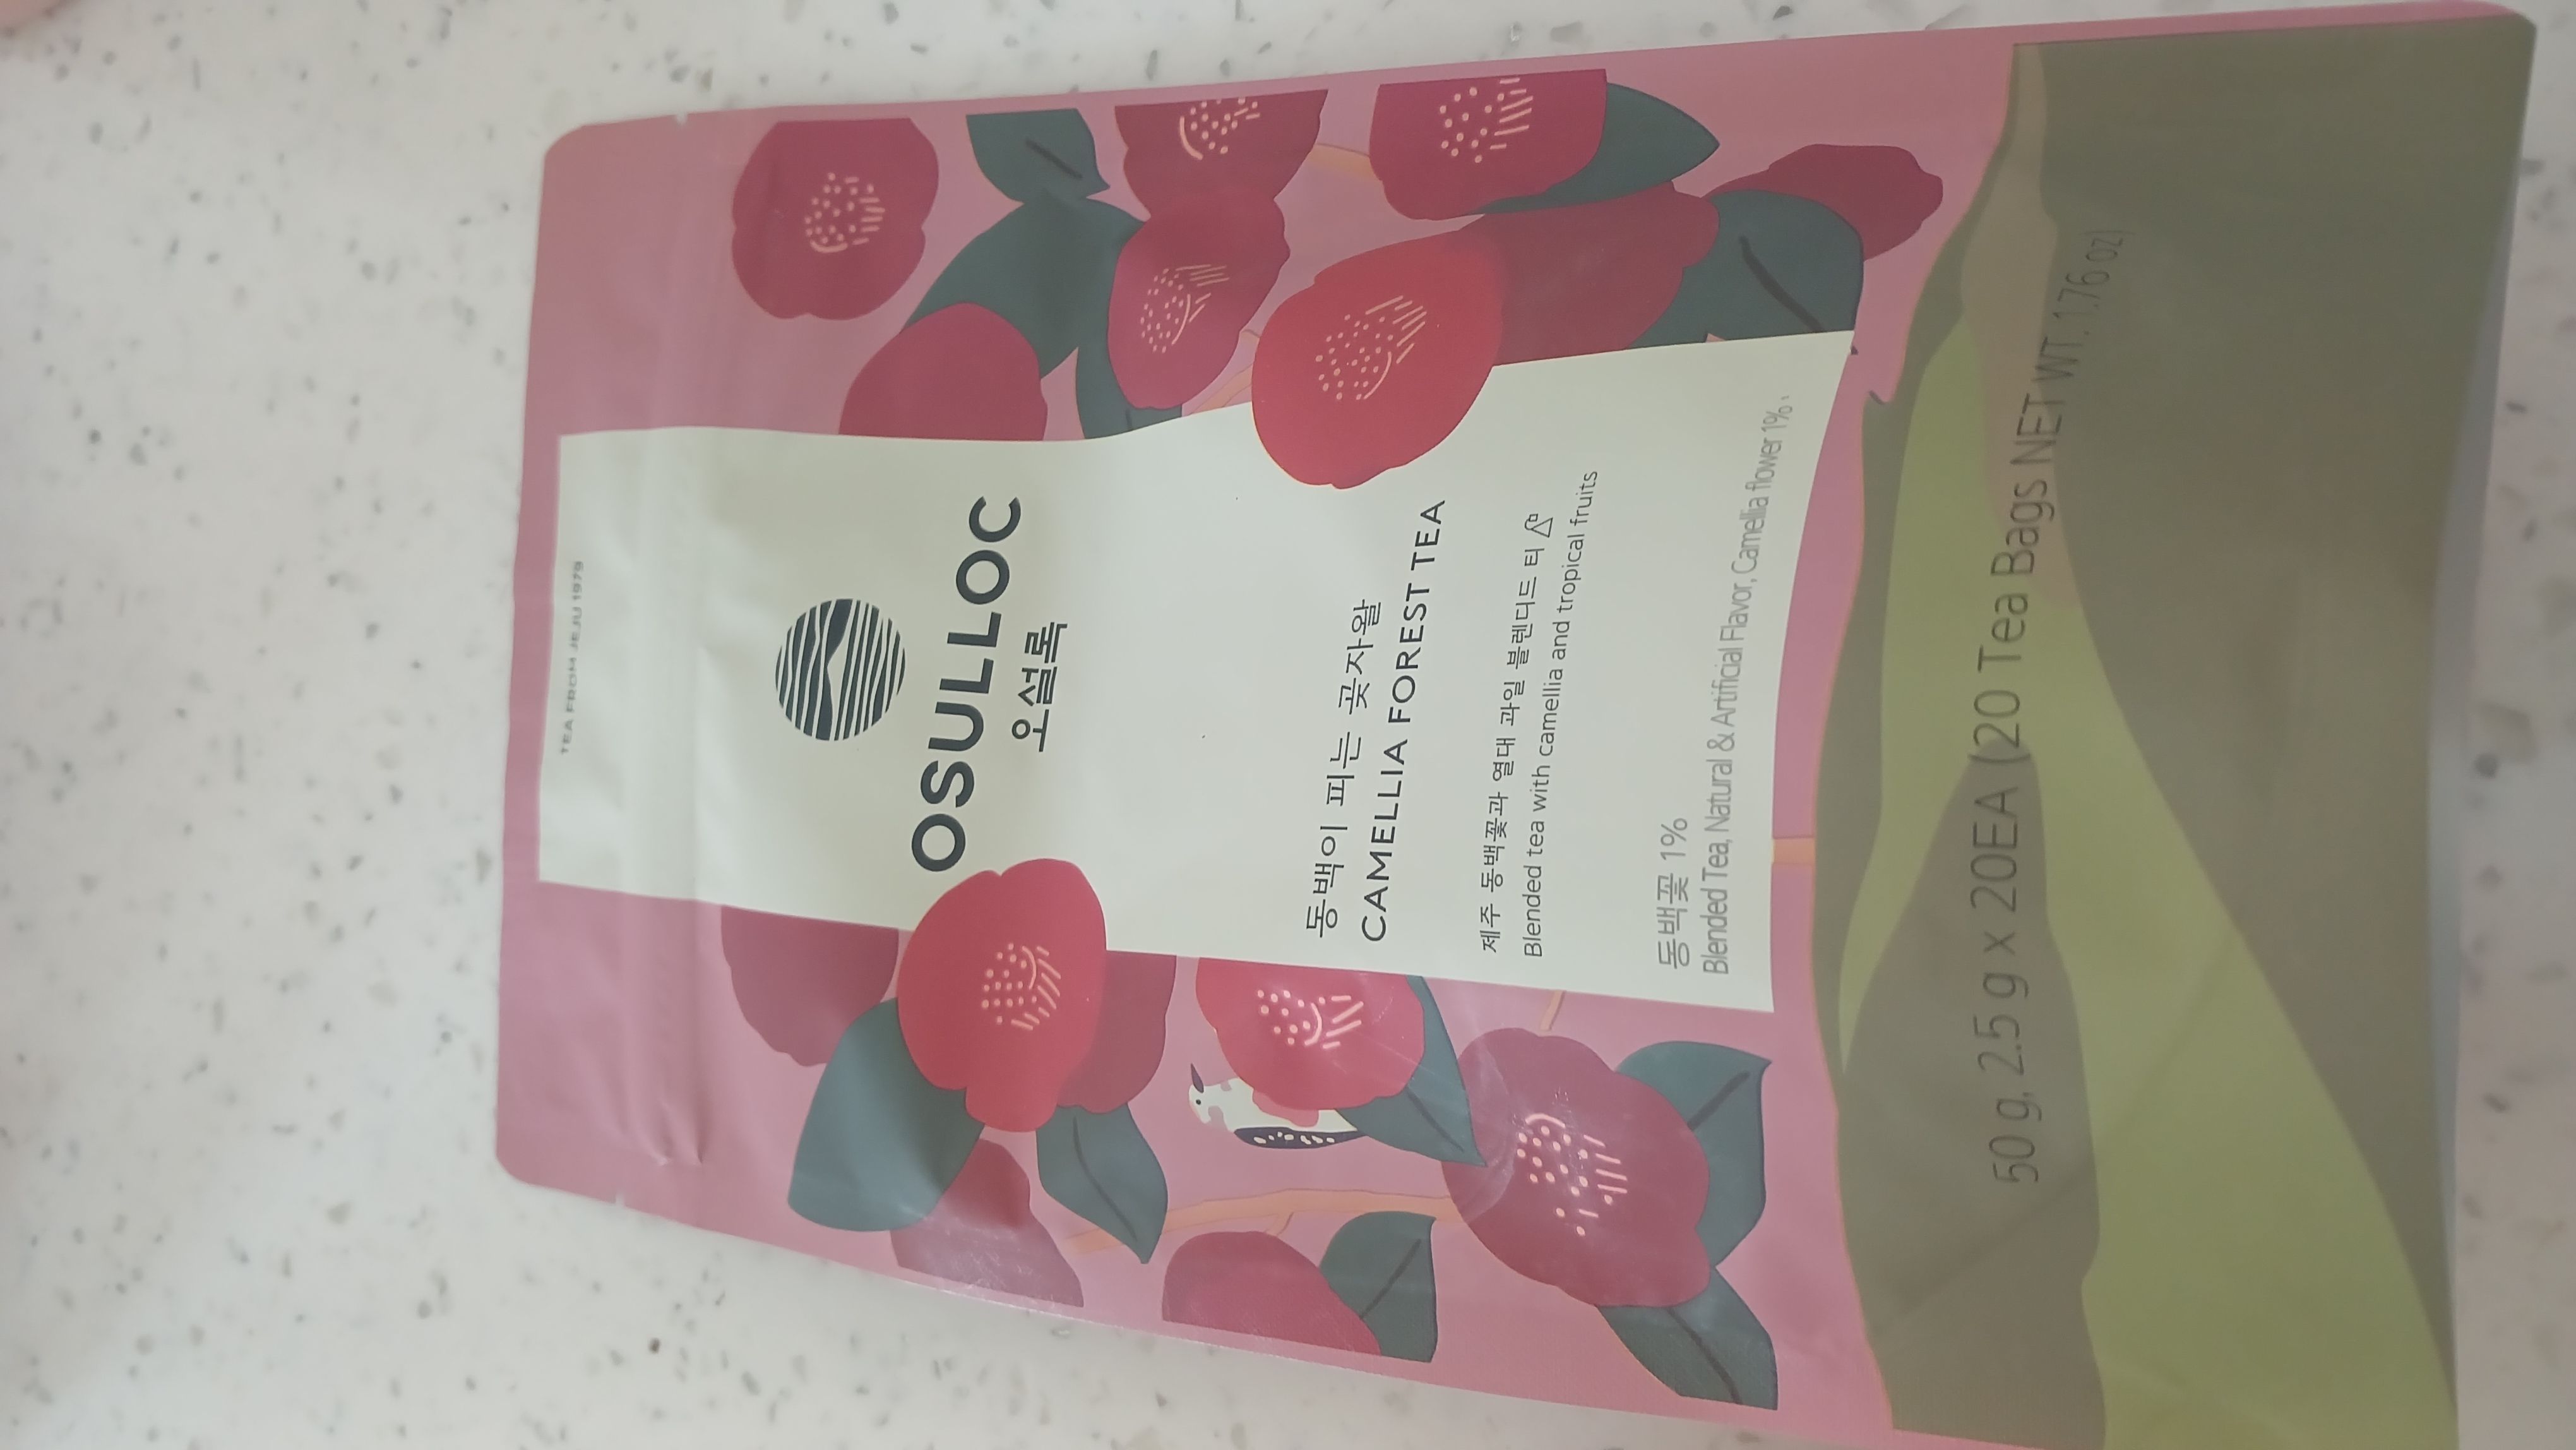 TEA FROM JEJU 1979
OSULLOC
오설록
동백이 피는 곶자왈
CAMELLIA FOREST TEA
제주 동백꽃과 열대 과일 블렌디드 티
Blended tea with camellia and tropical fruits
동백꽃 1%
Blended Tea, Natural & Artificial Flavor, Camellia flower 1%
50 g, 2.5 g x 20EA (20 Tea Bags NET WT. 1.76 oz)